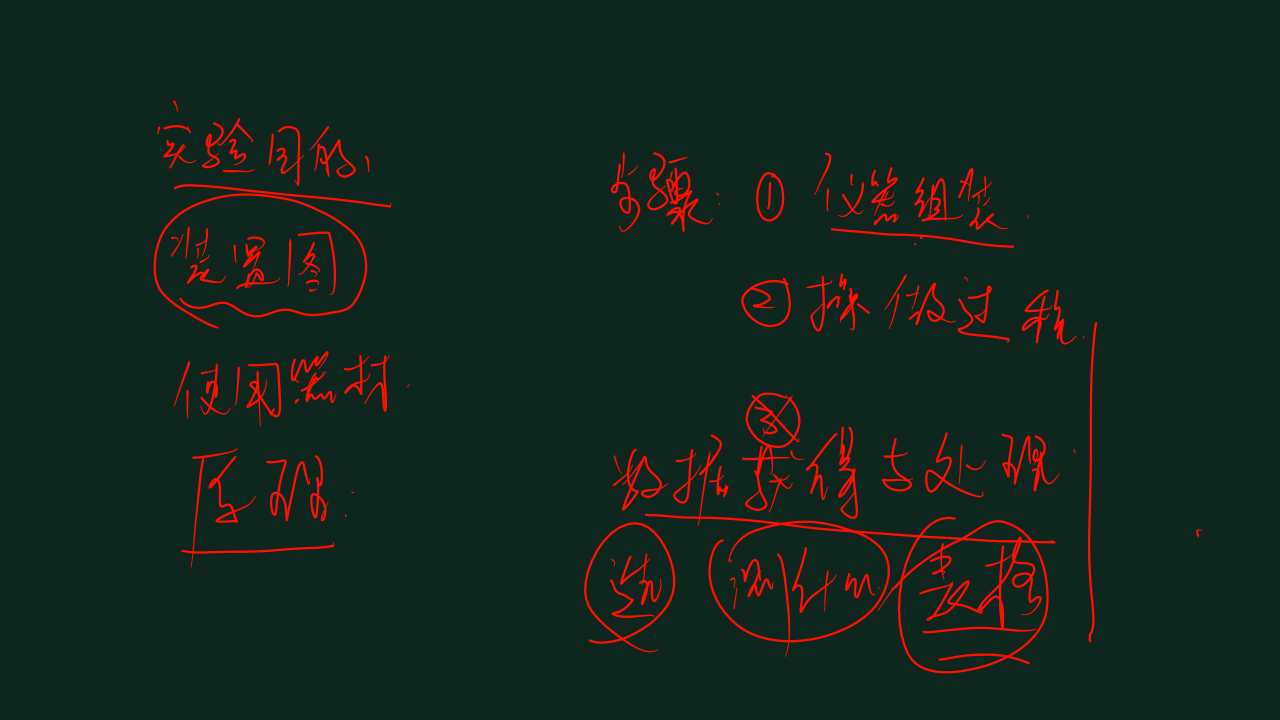 实验目的、
装置图
使用器材.
原理:
步骤: ① 仪器组装.
② 操做过程.
③
数据获得与处理:
选 测什么. 表格